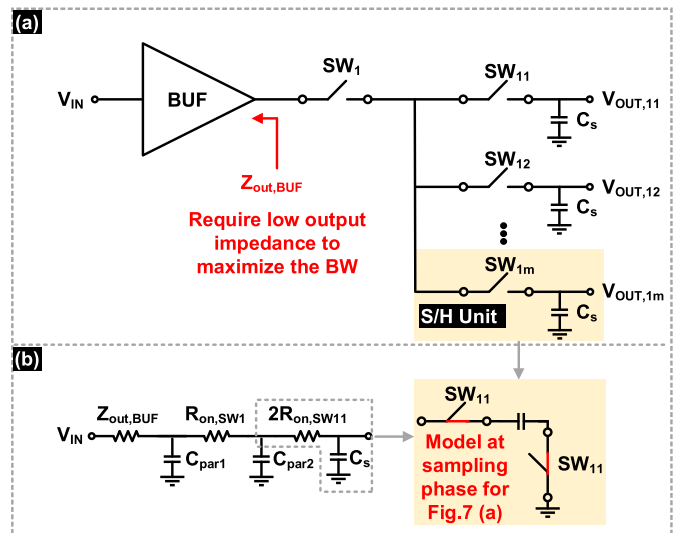 (a)
V_IN
BUF
SW_1
SW_11
C_s
V_OUT,11
SW_12
C_s
V_OUT,12
Z_out,BUF
Require low output
impedance to
maximize the BW
SW_1m
C_s
V_OUT,1m
S/H Unit
(b)
V_IN
Z_out,BUF
R_on,SW1
2R_on,SW11
C_par1
C_par2
C_s
SW_11
Model at
sampling
phase for
Fig.7 (a)
SW_11